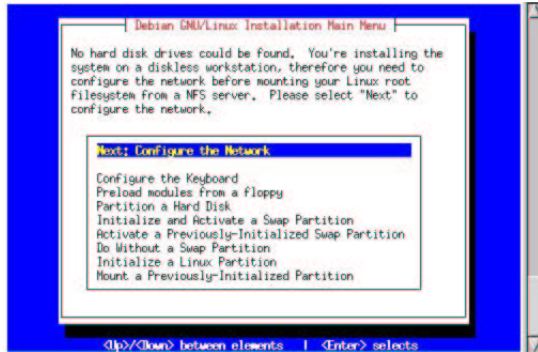 Debian GNU/Linux Installation Main Menu
No hard disk drives could be found. You're installing the
system on a diskless workstation, therefore you need to
configure the network before mounting your Linux root
filesystem from a NFS server. Please select "Next" to
configure the network.
Next: Configure the Network
Configure the Keyboard
Preload modules from a floppy
Partition a Hard Disk
Initialize and Activate a Swap Partition
Activate a Previously-Initialized Swap Partition
Do Without a Swap Partition
Initialize a Linux Partition
Mount a Previously-Initialized Partition
<Up>/<Down> between elements | <Enter> selects